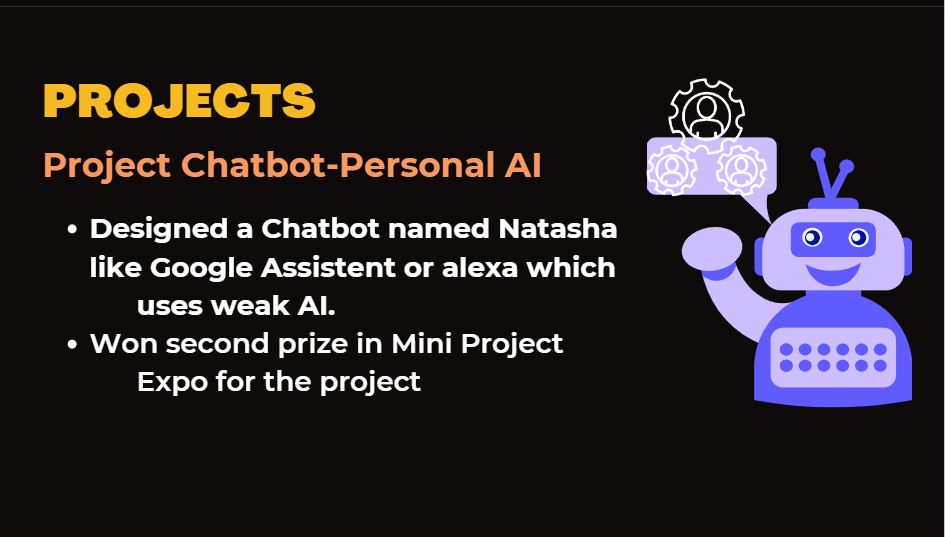 PROJECTS
Project Chatbot-Personal AI
• Designed a Chatbot named Natasha
like Google Assistent or alexa which
uses weak AI.
• Won second prize in Mini Project
Expo for the project